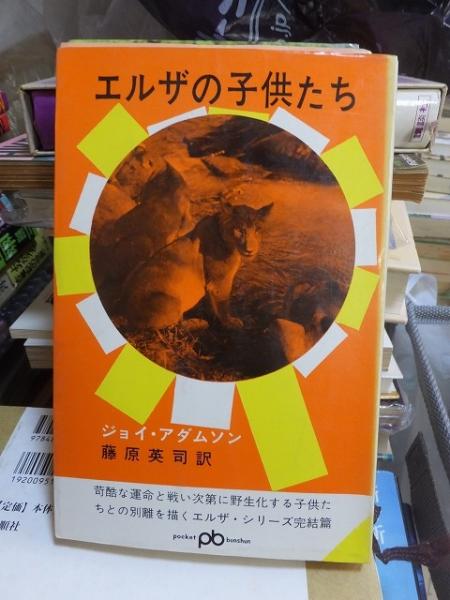 エルザの子供たち
ジョイ・アダムソン
藤原英司訳
苛酷な運命と戦い次第に野生化する子供た
ちとの別離を描くエルザ・シリーズ完結篇
pocket pb bunshun